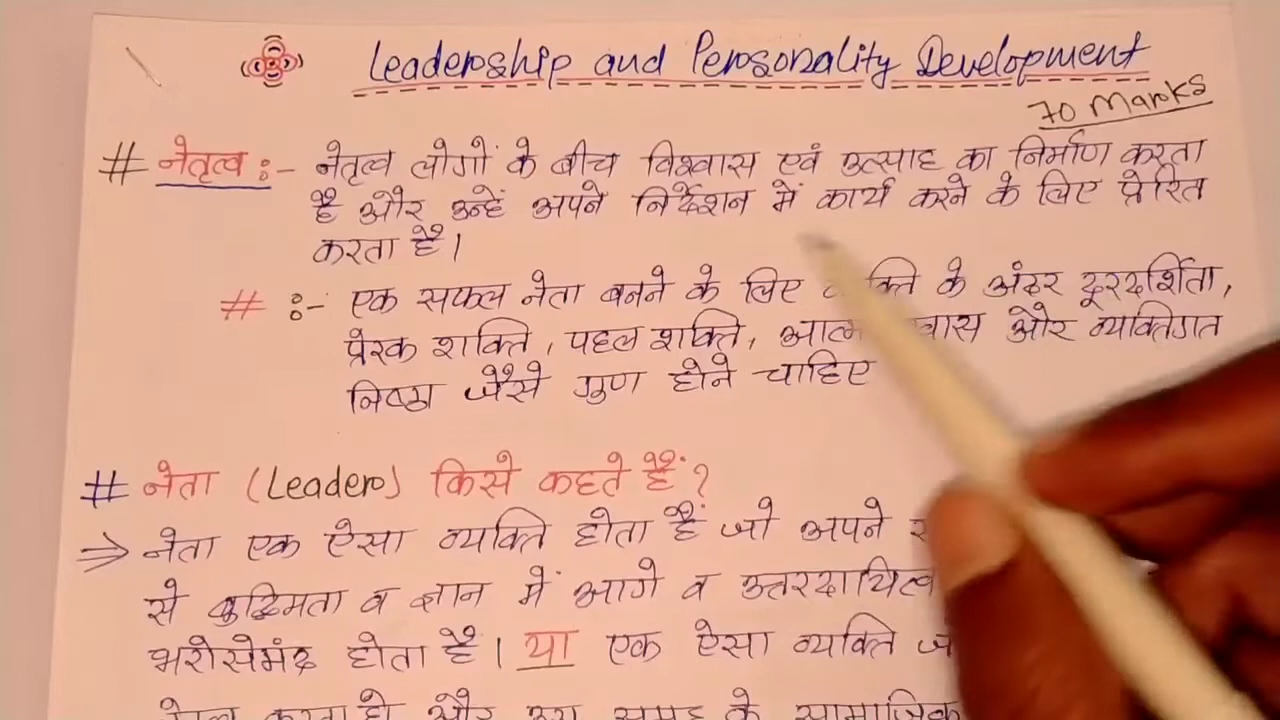 Leadership and Personality Development
70 Marks
# नेतृत्व :- नेतृत्व लोगों के बीच विश्वास एवं उत्साह का निर्माण करता
है और उन्हें अपने निर्देशन में कार्य करने के लिए प्रेरित
करता है।
# :- एक सफल नेता बनने के लिए के अंदर दूरदर्शिता,
प्रेरक शक्ति, पहल शक्ति, और व्यक्तिगत
निष्ठा जैसे गुण होने चाहिए
# नेता (Leader) किसे कहते हैं?
⇒ नेता एक ऐसा व्यक्ति होता हैं जो अपने
से बुद्धिमता व ज्ञान में आगे व उत्तरदायित्व
भरोसेमंद होता है। या एक ऐसा व्यक्ति
और के सामाजिक